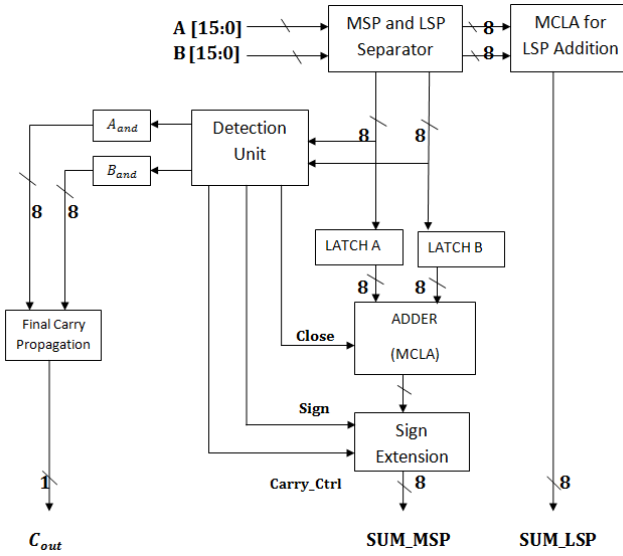 A [15:0]
B [15:0]
MSP and LSP
Separator
8
8
MCLA for
LSP Addition
A_and
B_and
Detection
Unit
8
8
8
8
LATCH A
LATCH B
8
8
Final Carry
Propagation
Close
ADDER
(MCLA)
Sign
Sign
Extension
Carry_Ctrl
1
8
8
C_out
SUM_MSP
SUM_LSP